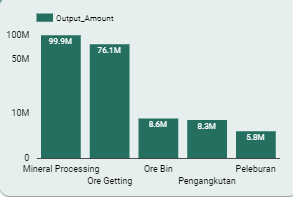 Output_Amount
100M
50M
10M
0
99.9M
76.1M
8.6M
8.3M
5.8M
Mineral Processing
Ore Getting
Ore Bin
Pengangkutan
Peleburan